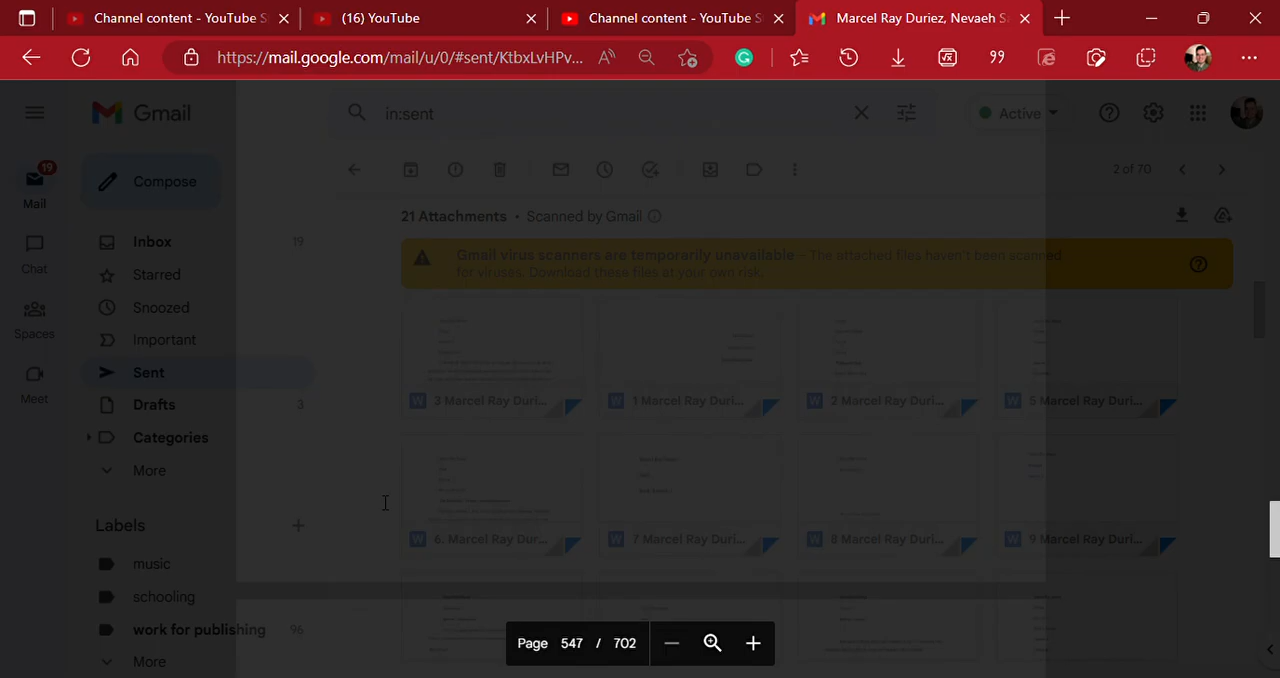 Channel content - YouTube S
(16) YouTube
Channel content - YouTube S
Marcel Ray Duriez, Nevaeh S
https://mail.google.com/mail/u/0/#sent/KtbxLvHPv...
Gmail
in:sent
Active
19
Mail
Compose
2 of 70
Inbox 19
21 Attachments • Scanned by Gmail
Chat
Starred
Gmail virus scanners are temporarily unavailable – The attached files haven't been scanned
for viruses. Download these files at your own risk.
Snoozed
Spaces
Important
Sent
Meet
Drafts 3
3 Marcel Ray Duri...
1 Marcel Ray Duri...
2 Marcel Ray Duri...
5 Marcel Ray Duri...
Categories
More
Labels
6. Marcel Ray Dur...
7 Marcel Ray Duri...
8 Marcel Ray Duri...
9 Marcel Ray Duri...
music
schooling
work for publishing 96
Page 547 / 702
More